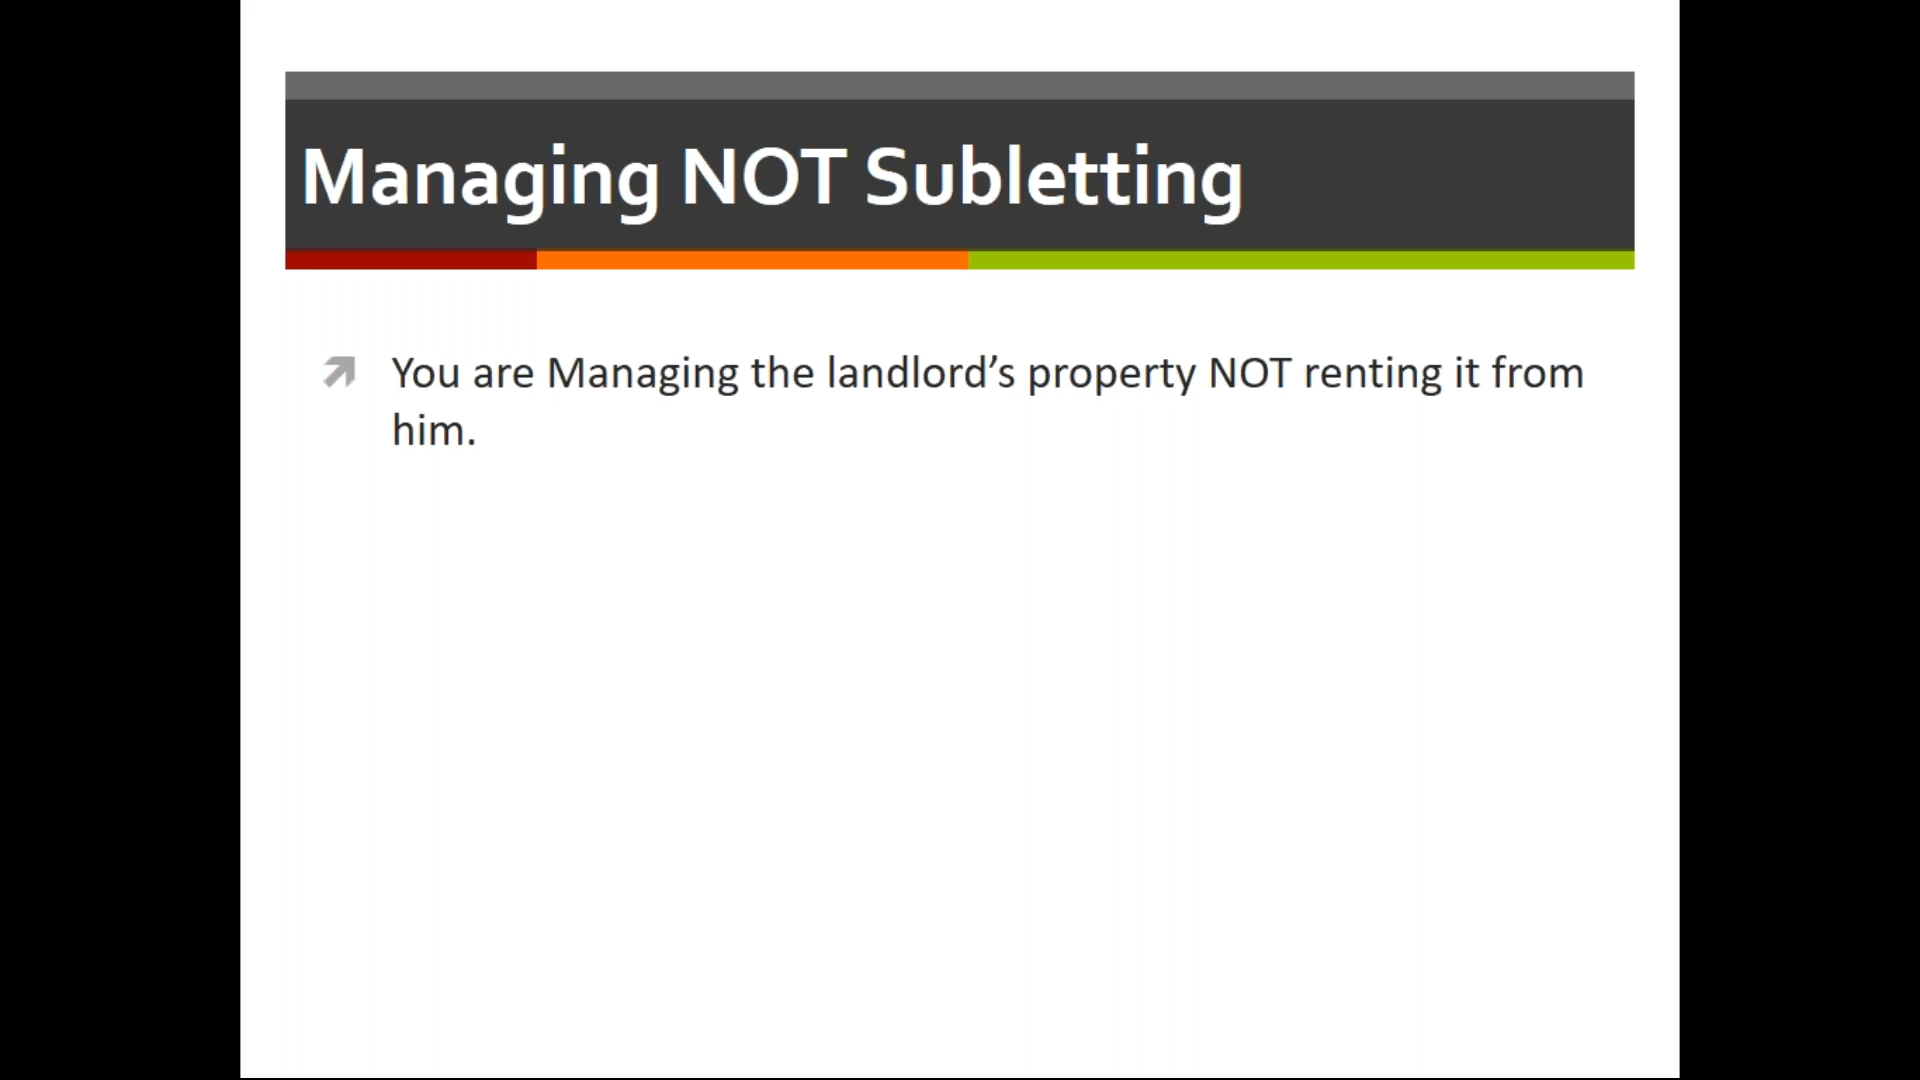 Managing NOT Subletting
You are Managing the landlord’s property NOT renting it from
him.